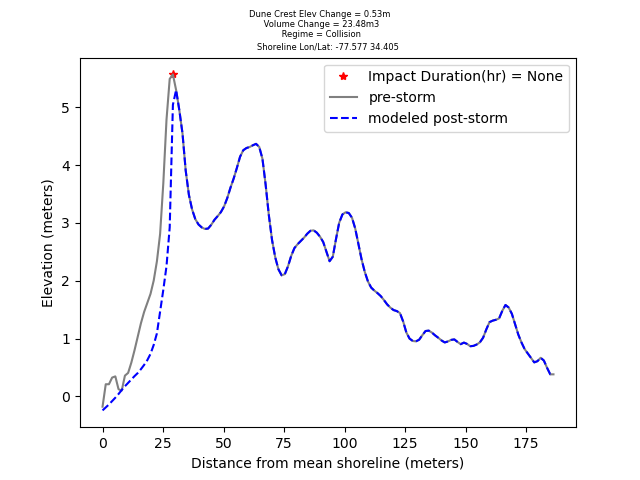 Dune Crest Elev Change = 0.53m
Volume Change = 23.48m3
Regime = Collision
Shoreline Lon/Lat: -77.577 34.405
Impact Duration(hr) = None
pre-storm
modeled post-storm
Elevation (meters)
5
4
3
2
1
0
0 25 50 75 100 125 150 175
Distance from mean shoreline (meters)